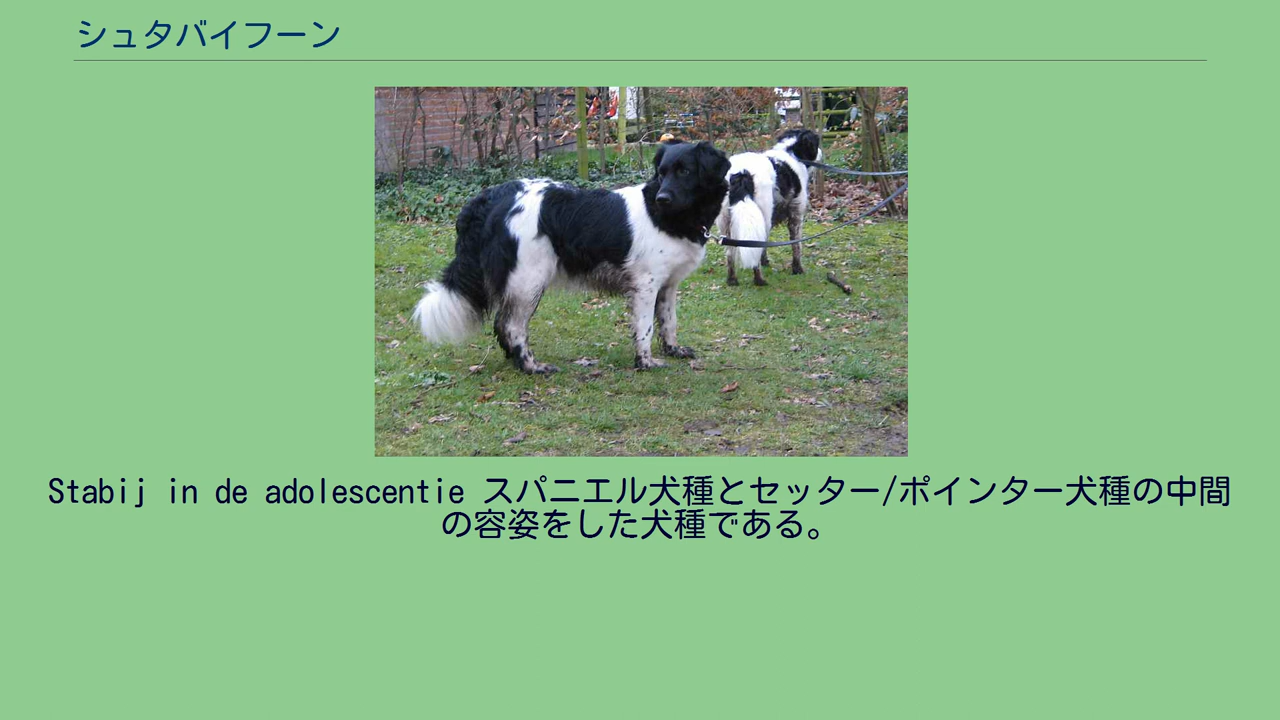 シュタバイフーン
Stabij in de adolescentie スパニエル犬種とセッター/ポインター犬種の中間
の容姿をした犬種である。